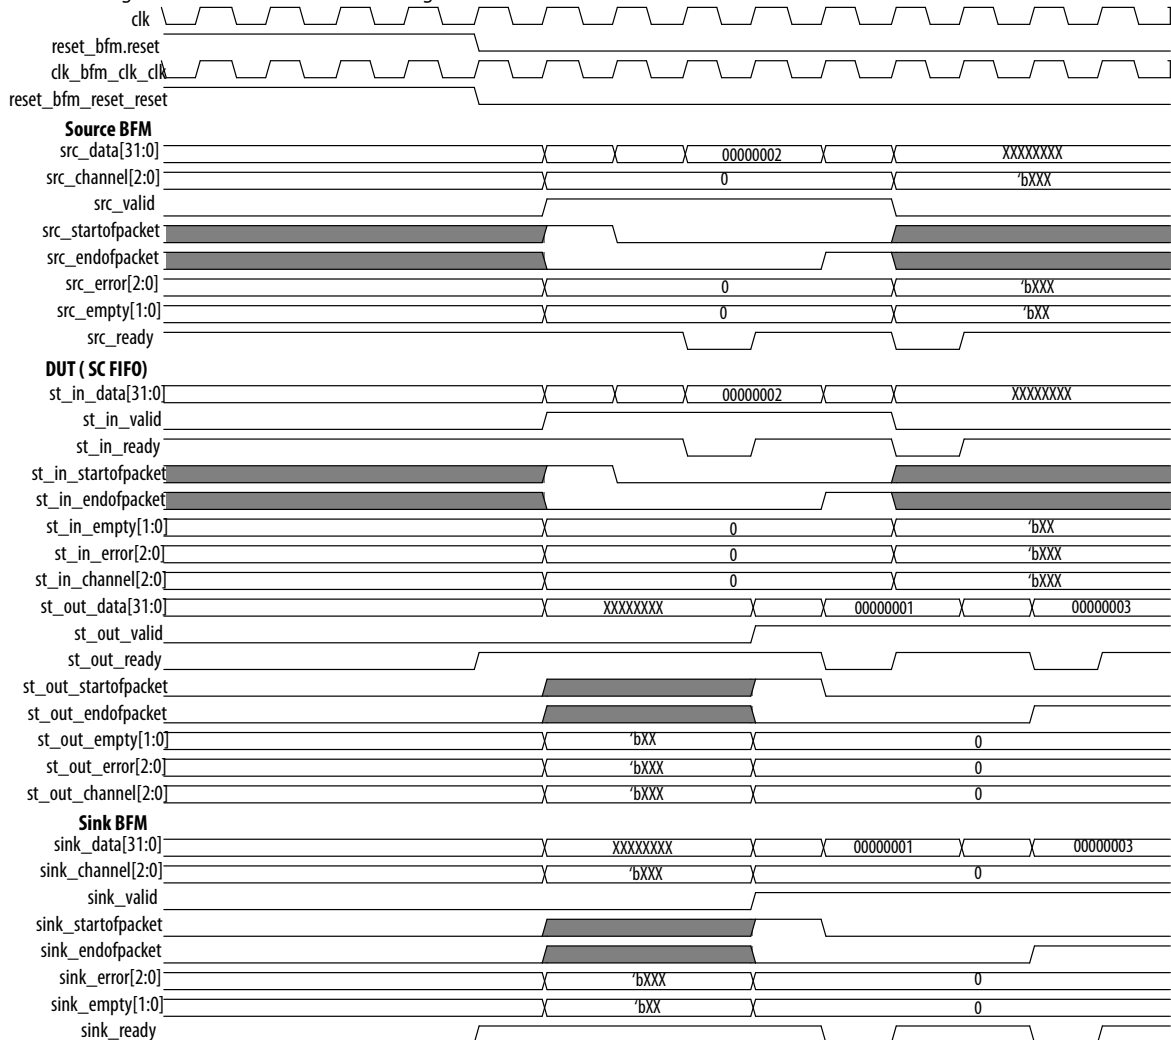 clk
reset_bfm.reset
clk_bfm_clk_clk
reset_bfm_reset_reset
Source BFM
src_data[31:0] 00000002 XXXXXXXX
src_channel[2:0] 0 'bXXX
src_valid
src_startofpacket
src_endofpacket
src_error[2:0] 0 'bXXX
src_empty[1:0] 0 'bXX
src_ready
DUT ( SC FIFO)
st_in_data[31:0] 00000002 XXXXXXXX
st_in_valid
st_in_ready
st_in_startofpacket
st_in_endofpacket
st_in_empty[1:0] 0 'bXX
st_in_error[2:0] 0 'bXXX
st_in_channel[2:0] 0 'bXXX
st_out_data[31:0] XXXXXXXX 00000001 00000003
st_out_valid
st_out_ready
st_out_startofpacket
st_out_endofpacket
st_out_empty[1:0] 'bXX 0
st_out_error[2:0] 'bXXX 0
st_out_channel[2:0] 'bXXX 0
Sink BFM
sink_data[31:0] XXXXXXXX 00000001 00000003
sink_channel[2:0] 'bXXX 0
sink_valid
sink_startofpacket
sink_endofpacket
sink_error[2:0] 'bXXX 0
sink_empty[1:0] 'bXX 0
sink_ready